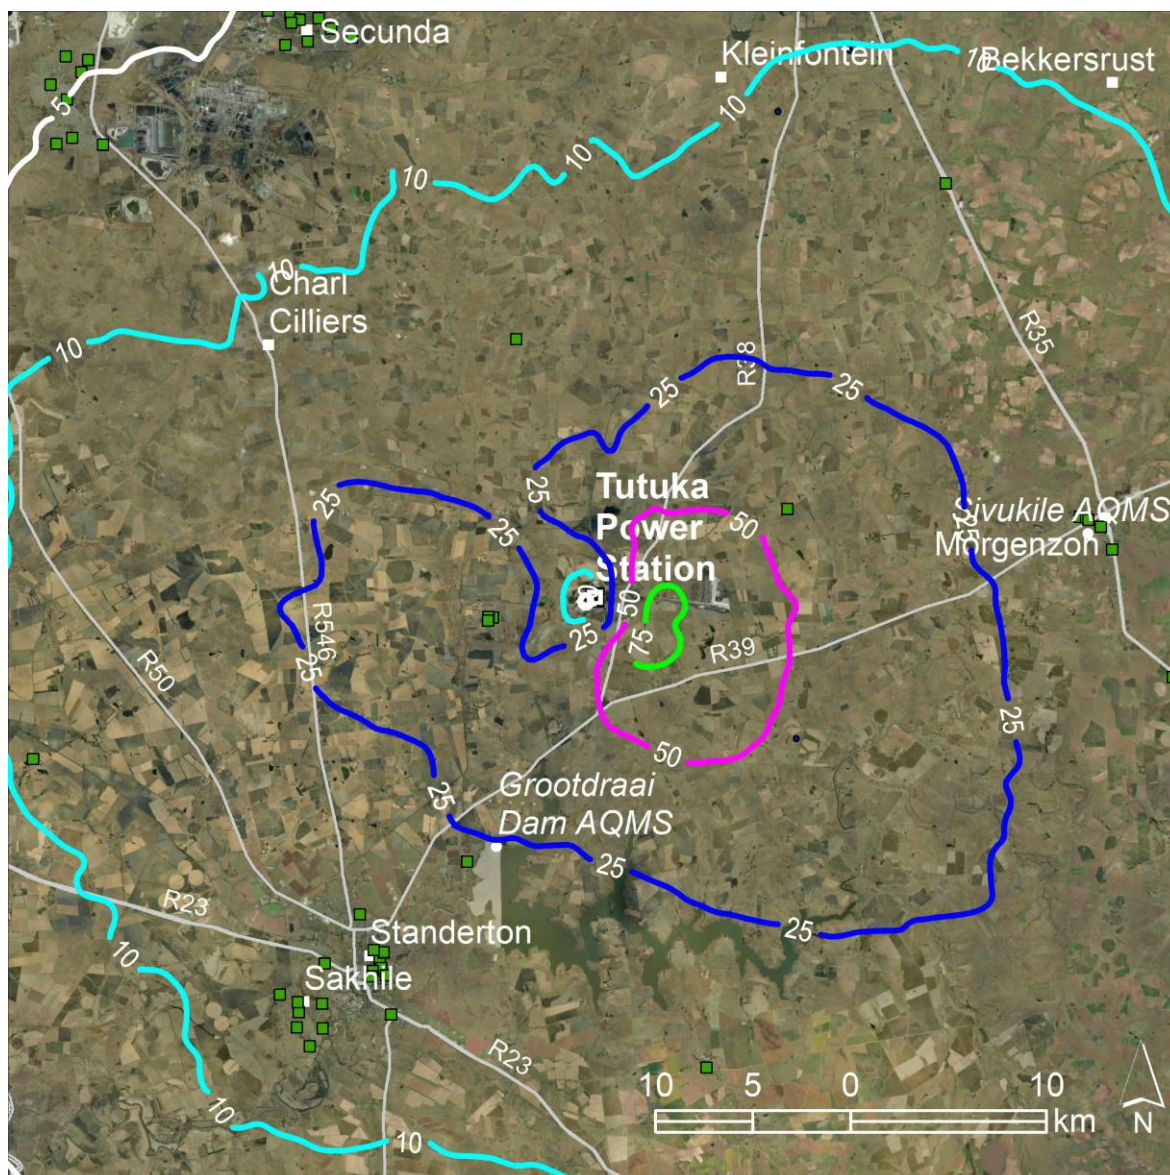 Secunda
Kleinfontein
10
Bekkersrust
5
10
10
10
10
Charl
Cilliers
10
R38
R35
25
25
25
25
25
Tutuka
Power
Station
50
25
Sivukile AQMS
Morgenzon
50
25
75
R39
R546
R50
25
25
50
25
Grootdraai
Dam AQMS
25
25
R23
Standerton
10
Sakhile
R23
10
10
10 5 0 10
km
N